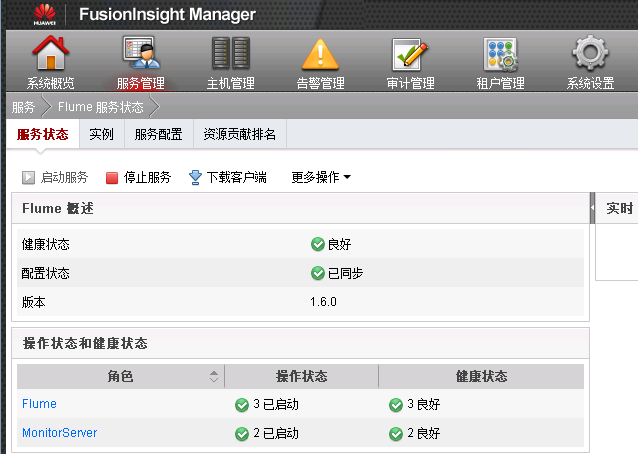 HUAWEI FusionInsight Manager
系统概览 服务管理 主机管理 告警管理 审计管理 租户管理 系统设置
服务 Flume 服务状态
服务状态 实例 服务配置 资源贡献排名
启动服务 停止服务 下载客户端 更多操作
Flume 概述 实时
健康状态 良好
配置状态 已同步
版本 1.6.0
操作状态和健康状态
角色 操作状态 健康状态
Flume 3 已启动 3 良好
MonitorServer 2 已启动 2 良好